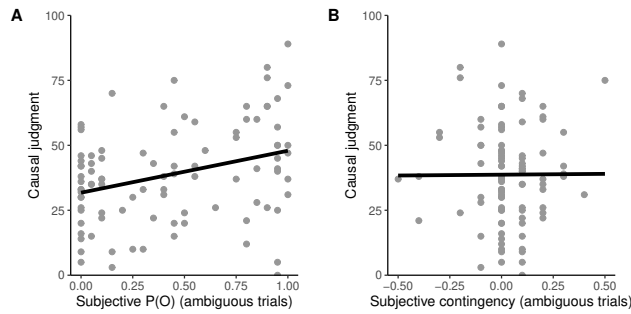 A
100
75
50
25
0
Causal judgment
0.00 0.25 0.50 0.75 1.00
Subjective P(O) (ambiguous trials)
B
100
75
50
25
0
Causal judgment
−0.50 −0.25 0.00 0.25 0.50
Subjective contingency (ambiguous trials)